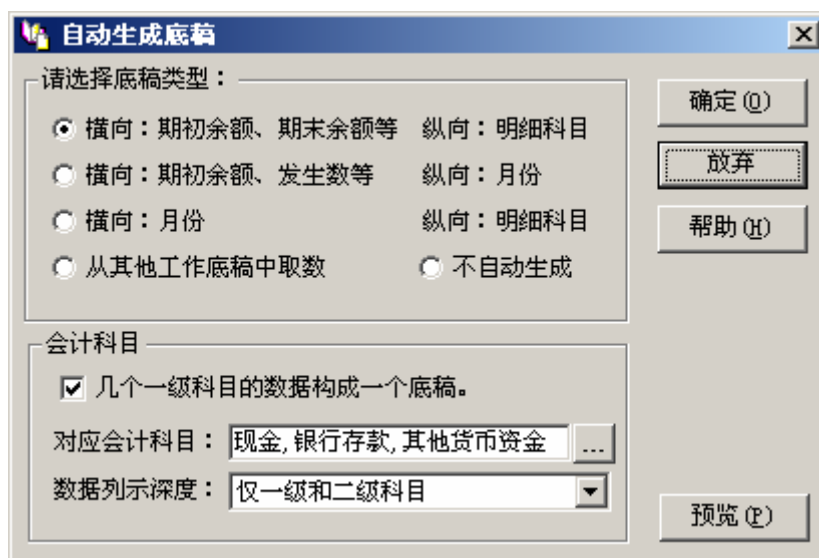 自动生成底稿
请选择底稿类型：
横向：期初余额、期末余额等 纵向：明细科目
横向：期初余额、发生数等 纵向：月份
横向：月份 纵向：明细科目
从其他工作底稿中取数 不自动生成
确定(O)
放弃
帮助(H)
会计科目
几个一级科目的数据构成一个底稿。
对应会计科目：现金,银行存款,其他货币资金 ...
数据列示深度：仅一级和二级科目
预览(P)